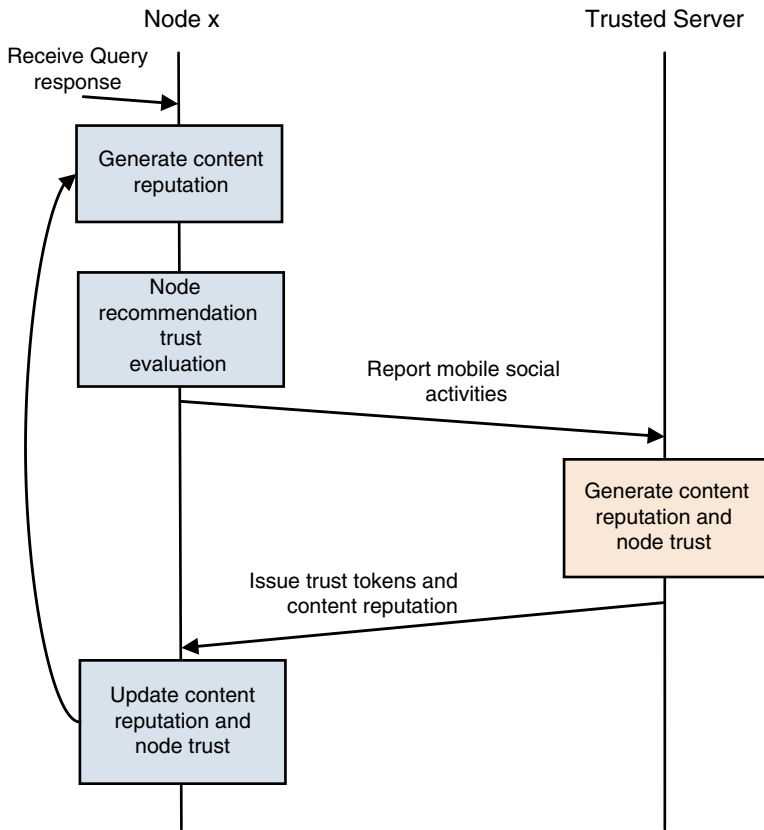 Node x
Trusted Server
Receive Query
response
Generate content
reputation
Node
recommendation
trust
evaluation
Report mobile social
activities
Generate content
reputation and
node trust
Issue trust tokens and
content reputation
Update content
reputation and
node trust